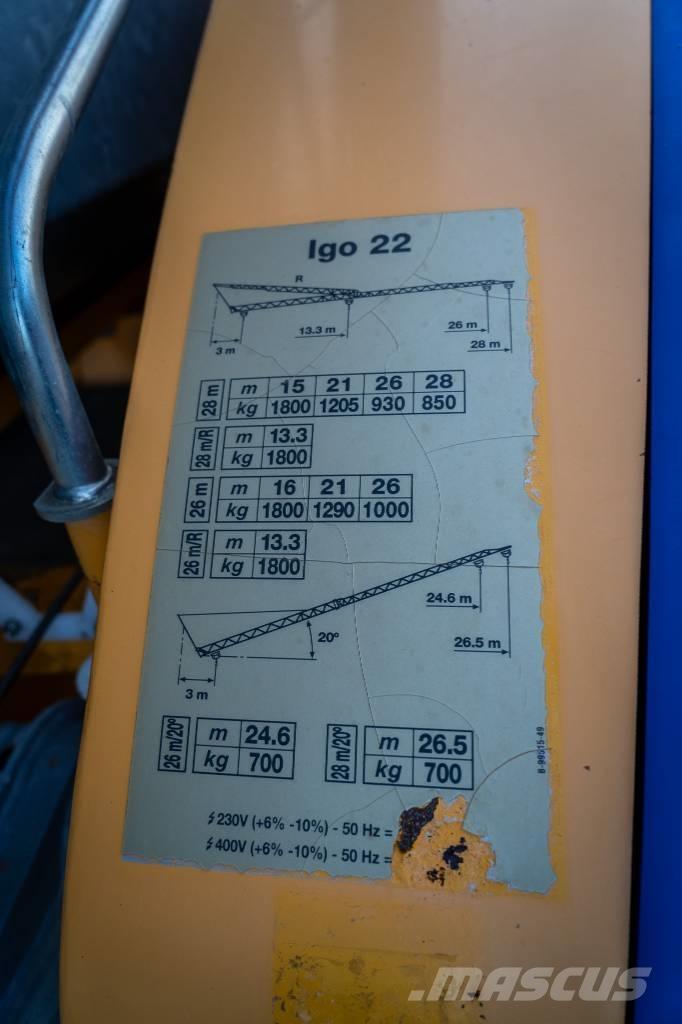 Igo 22
R
3 m
13.3 m
26 m
28 m
28 m
m 15 21 26 28
kg 1800 1205 930 850
28 m/R
m 13.3
kg 1800
26 m
m 16 21 26
kg 1800 1290 1000
26 m/R
m 13.3
kg 1800
24.6 m
20º
26.5 m
3 m
26 m/20º
m 24.6
kg 700
28 m/20º
m 26.5
kg 700
230V (+6% -10%) - 50 Hz =
400V (+6% -10%) - 50 Hz =
MASCUS